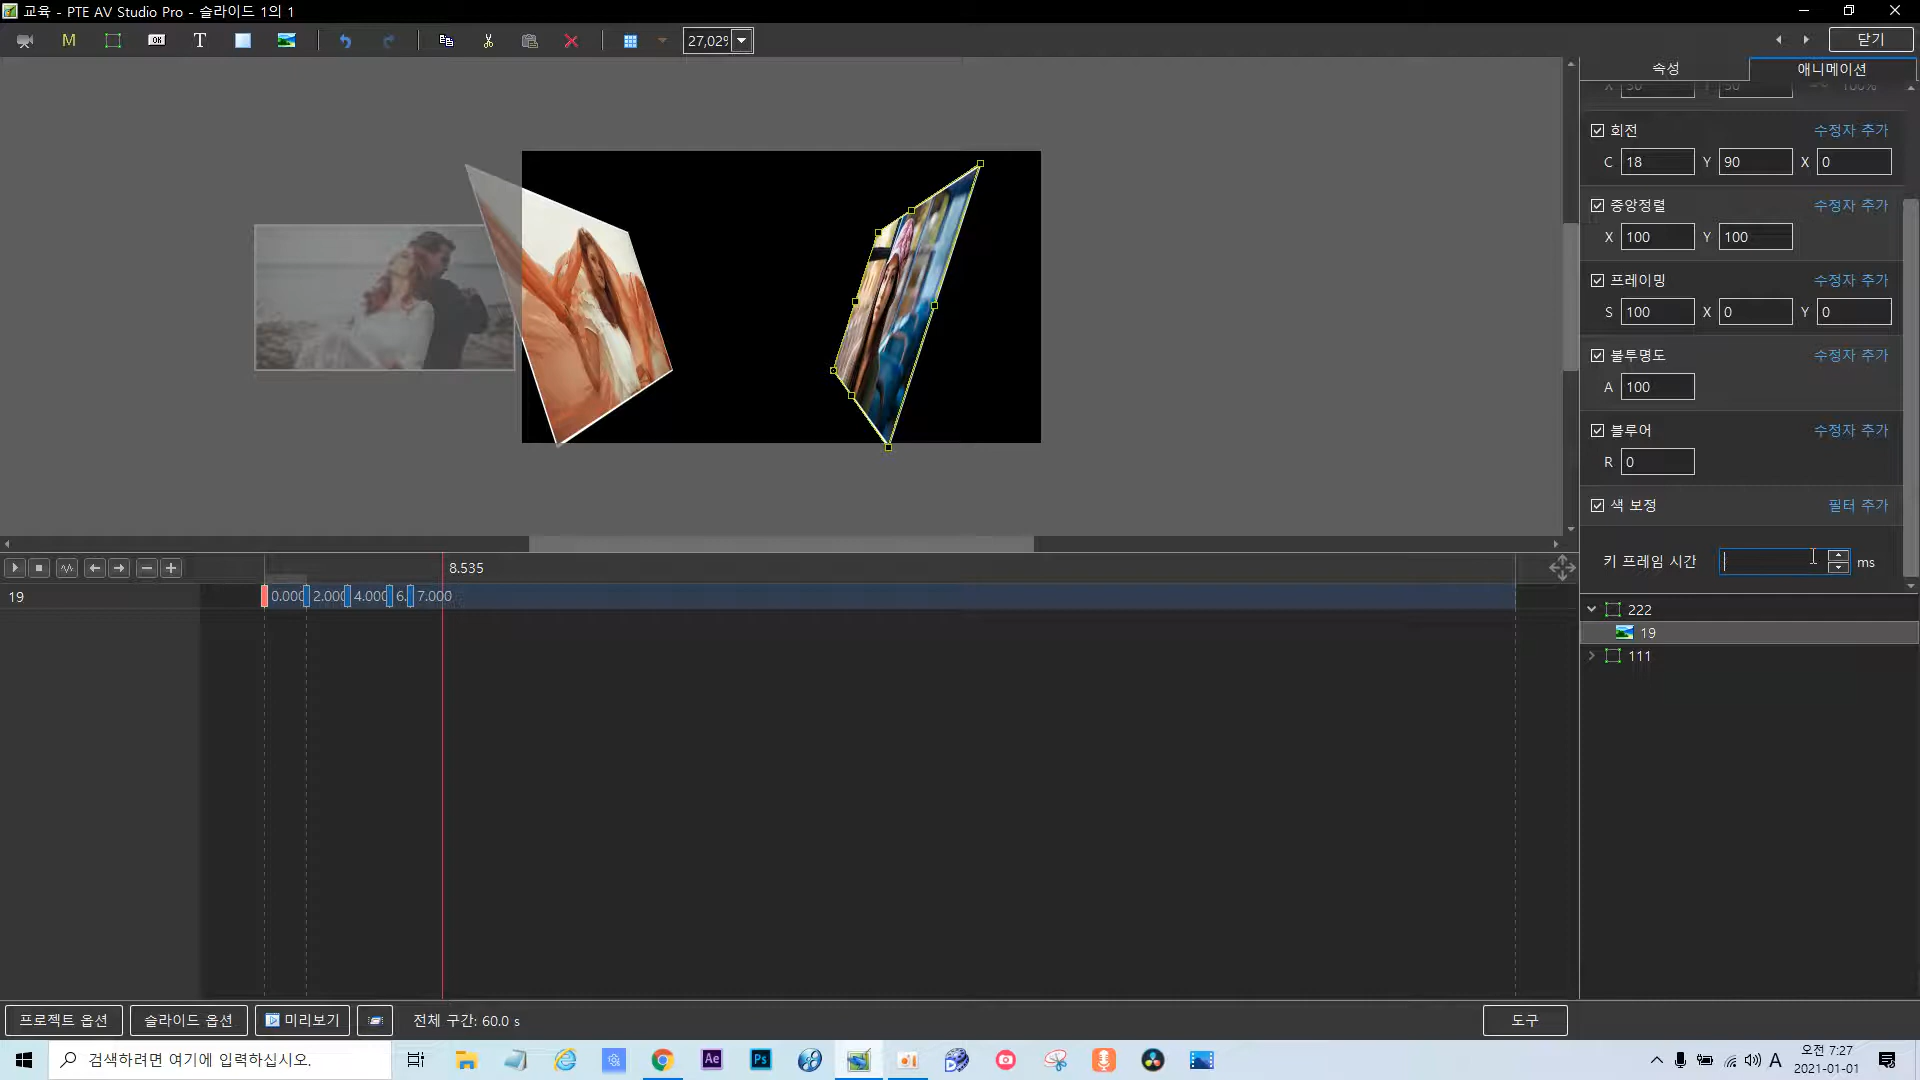 교육 - PTE AV Studio Pro - 슬라이드 1의 1
M OK T 27,02% 닫기
속성 애니메이션
회전 수정자 추가
C 18 Y 90 X 0
중앙정렬 수정자 추가
X 100 Y 100
프레이밍 수정자 추가
S 100 X 0 Y 0
불투명도 수정자 추가
A 100
블루어 수정자 추가
R 0
색 보정 필터 추가
키 프레임 시간 ms
8.535
19 0.000 2.000 4.000 6. 7.000
222
19
111
프로젝트 옵션 슬라이드 옵션 미리보기 전체 구간: 60.0 s 도구
검색하려면 여기에 입력하십시오. Ae Ps A 오전 7:27
2021-01-01